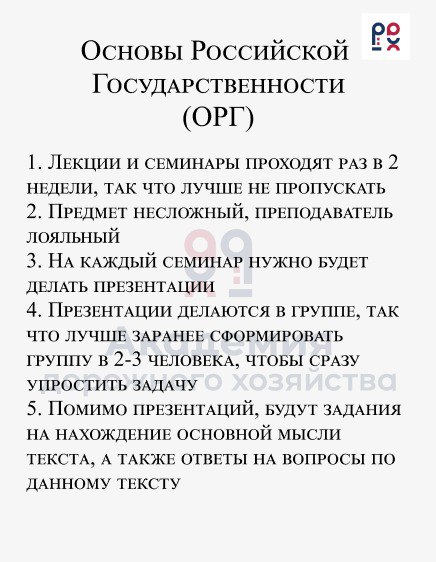 Основы Российской
Государственности
(ОРГ)
1. Лекции и семинары проходят раз в 2
недели, так что лучше не пропускать
2. Предмет несложный, преподаватель
лояльный
3. На каждый семинар нужно будет
делать презентации
4. Презентации делаются в группе, так
что лучше заранее сформировать
группу в 2-3 человека, чтобы сразу
упростить задачу
5. Помимо презентаций, будут задания
на нахождение основной мысли
текста, а также ответы на вопросы по
данному тексту
Академия
дорожного хозяйства